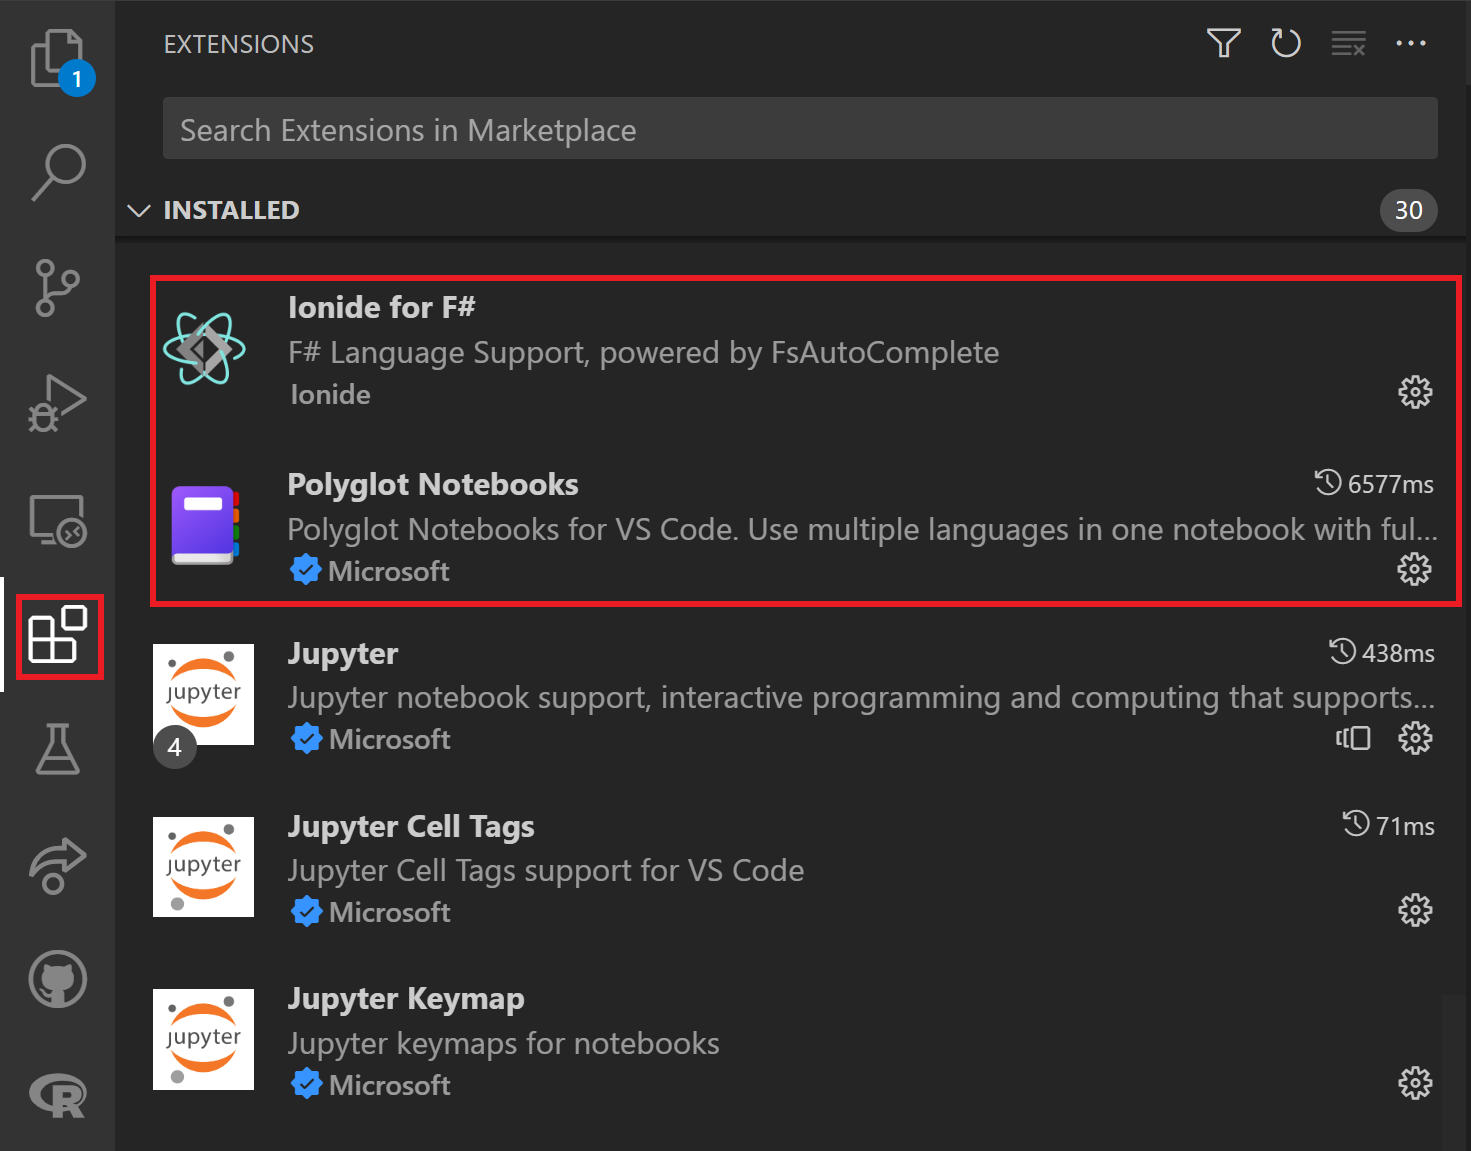 EXTENSIONS
1
Search Extensions in Marketplace
INSTALLED
30
Ionide for F#
F# Language Support, powered by FsAutoComplete
Ionide
Polyglot Notebooks
6577ms
Polyglot Notebooks for VS Code. Use multiple languages in one notebook with ful...
Microsoft
Jupyter
438ms
jupyter
Jupyter notebook support, interactive programming and computing that supports...
4
Microsoft
Jupyter Cell Tags
71ms
jupyter
Jupyter Cell Tags support for VS Code
Microsoft
Jupyter Keymap
jupyter
Jupyter keymaps for notebooks
Microsoft
R